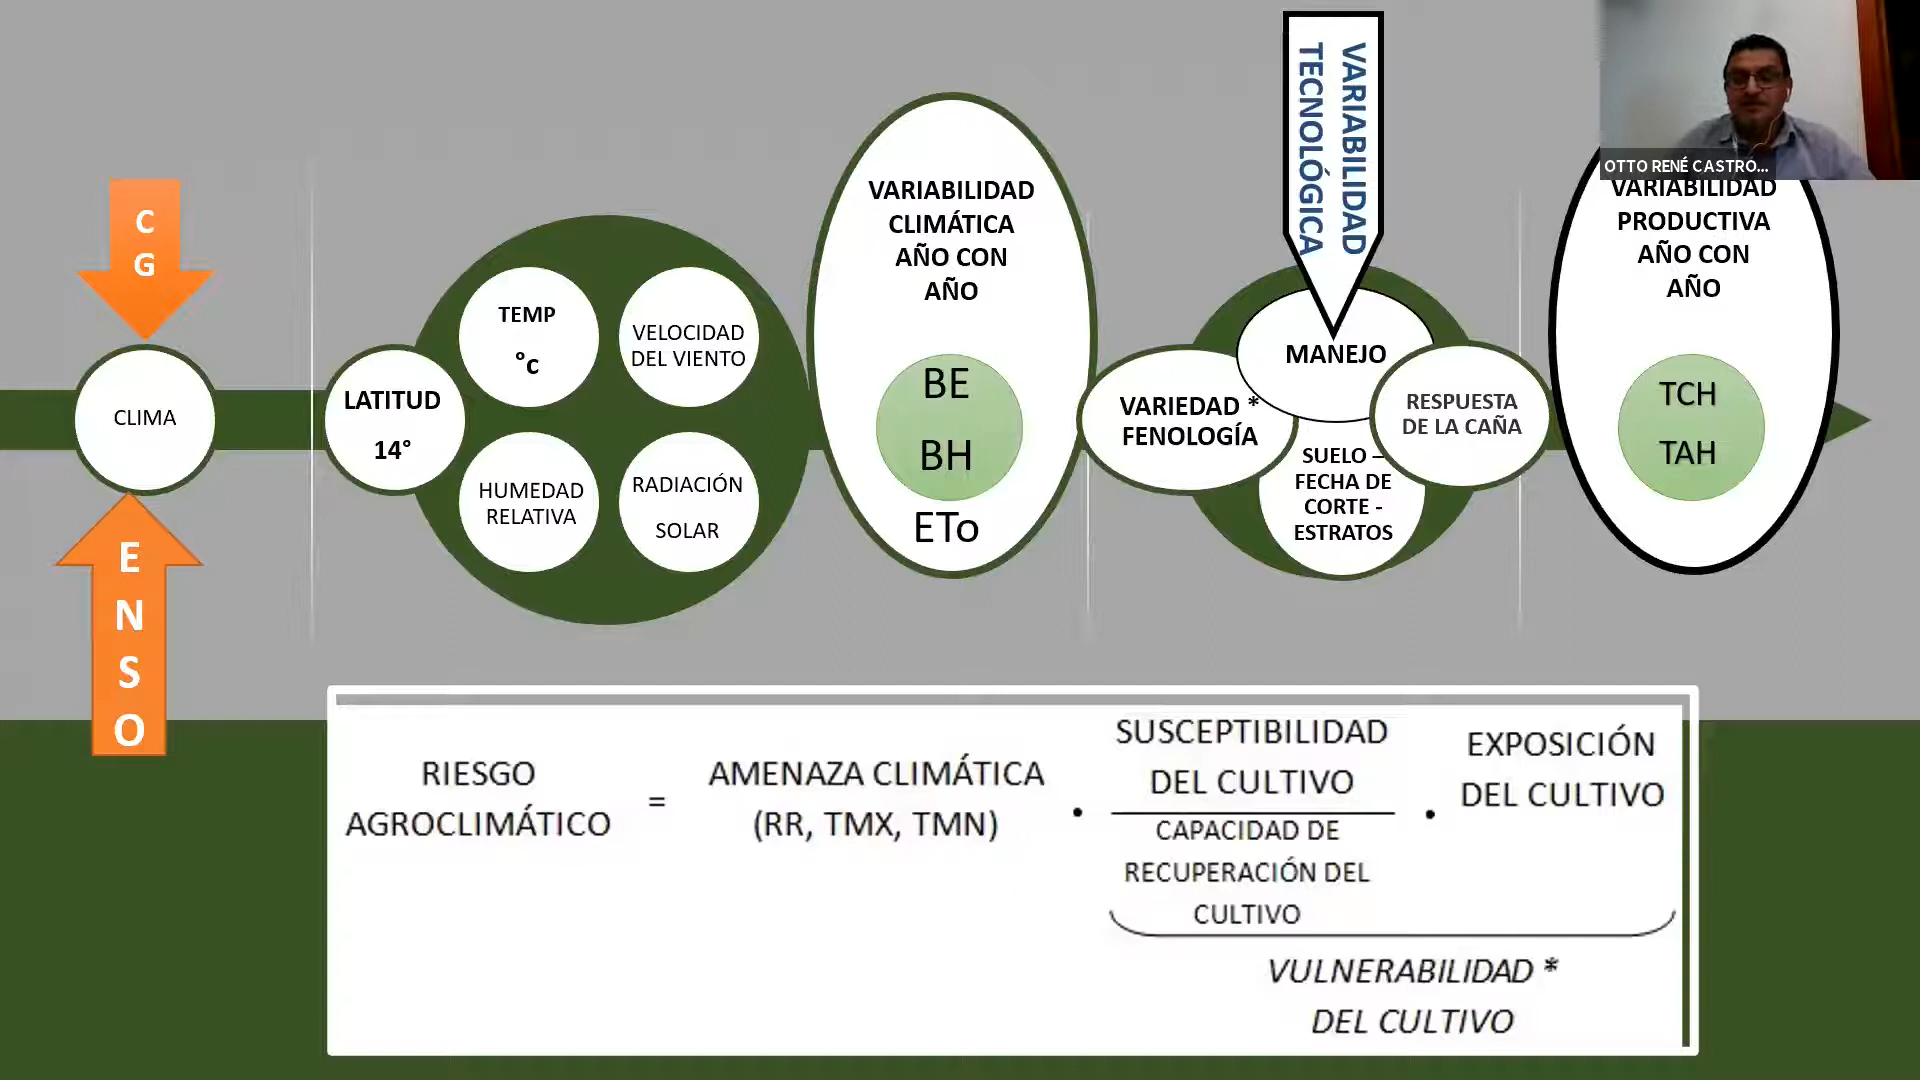 C
G
CLIMA
E
N
S
O
LATITUD
14°
TEMP
°c
VELOCIDAD
DEL VIENTO
HUMEDAD
RELATIVA
RADIACIÓN
SOLAR
VARIABILIDAD
CLIMÁTICA
AÑO CON
AÑO
BE
BH
ETo
VARIABILIDAD
TECNOLÓGICA
VARIEDAD *
FENOLOGÍA
MANEJO
SUELO –
FECHA DE
CORTE -
ESTRATOS
RESPUESTA
DE LA CAÑA
OTTO RENÉ CASTRO...
VARIABILIDAD
PRODUCTIVA
AÑO CON
AÑO
TCH
TAH
RIESGO
AGROCLIMÁTICO
=
AMENAZA CLIMÁTICA
(RR, TMX, TMN)
•
SUSCEPTIBILIDAD
DEL CULTIVO
CAPACIDAD DE
RECUPERACIÓN DEL
CULTIVO
•
EXPOSICIÓN
DEL CULTIVO
VULNERABILIDAD *
DEL CULTIVO